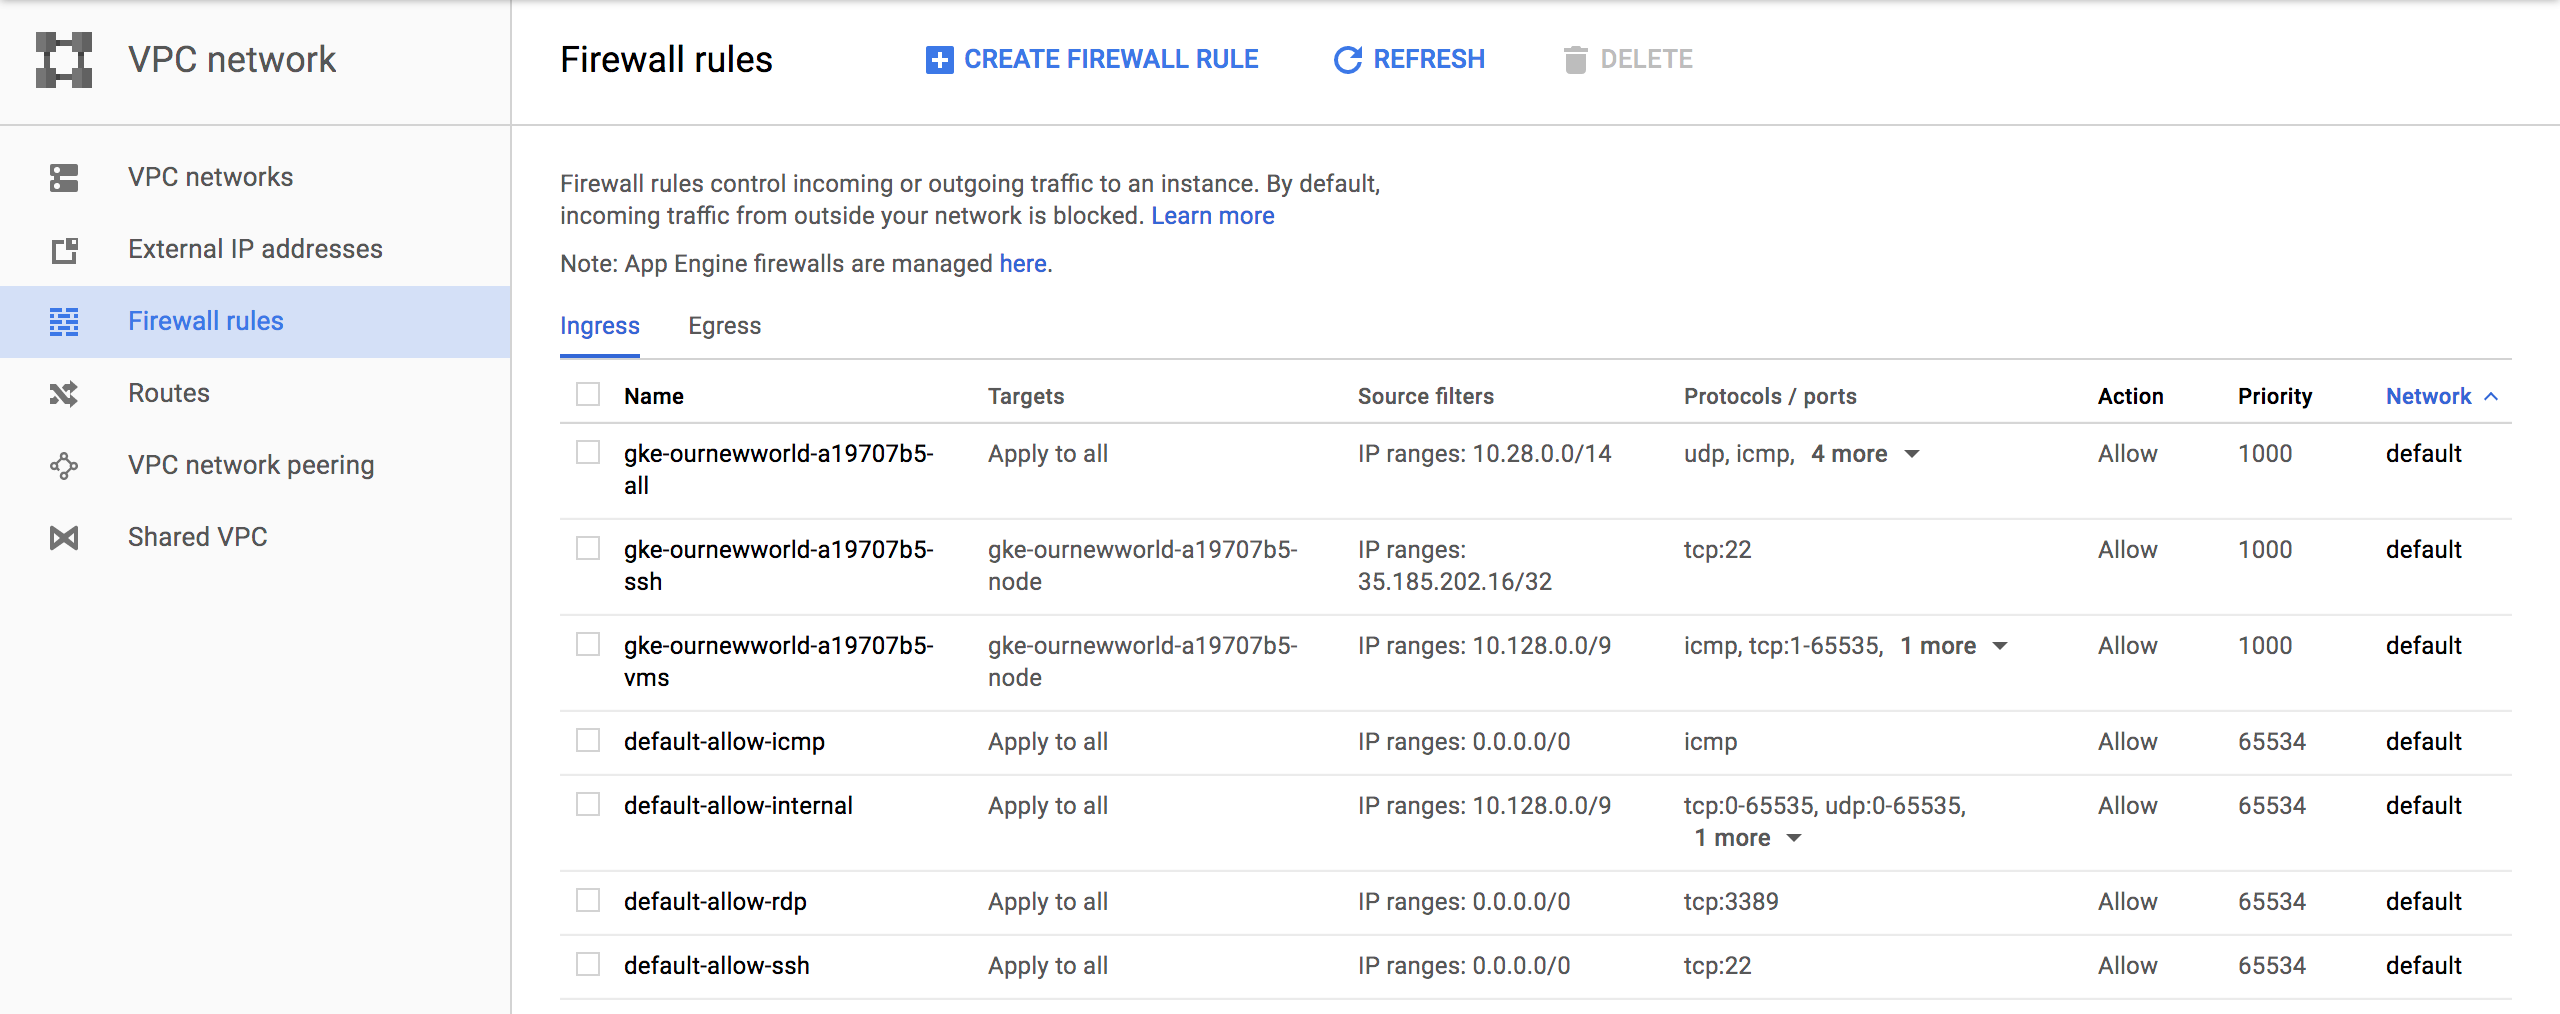 VPC network
Firewall rules
CREATE FIREWALL RULE
REFRESH
DELETE
VPC networks
External IP addresses
Firewall rules
Routes
VPC network peering
Shared VPC
Firewall rules control incoming or outgoing traffic to an instance. By default,
incoming traffic from outside your network is blocked. Learn more
Note: App Engine firewalls are managed here.
Ingress Egress
Name Targets Source filters Protocols / ports Action Priority Network
gke-ournewworld-a19707b5- Apply to all IP ranges: 10.28.0.0/14 udp, icmp, 4 more Allow 1000 default
all
gke-ournewworld-a19707b5- gke-ournewworld-a19707b5- IP ranges: tcp:22 Allow 1000 default
ssh node 35.185.202.16/32
gke-ournewworld-a19707b5- gke-ournewworld-a19707b5- IP ranges: 10.128.0.0/9 icmp, tcp:1-65535, 1 more Allow 1000 default
vms node
default-allow-icmp Apply to all IP ranges: 0.0.0.0/0 icmp Allow 65534 default
default-allow-internal Apply to all IP ranges: 10.128.0.0/9 tcp:0-65535, udp:0-65535, Allow 65534 default
1 more
default-allow-rdp Apply to all IP ranges: 0.0.0.0/0 tcp:3389 Allow 65534 default
default-allow-ssh Apply to all IP ranges: 0.0.0.0/0 tcp:22 Allow 65534 default